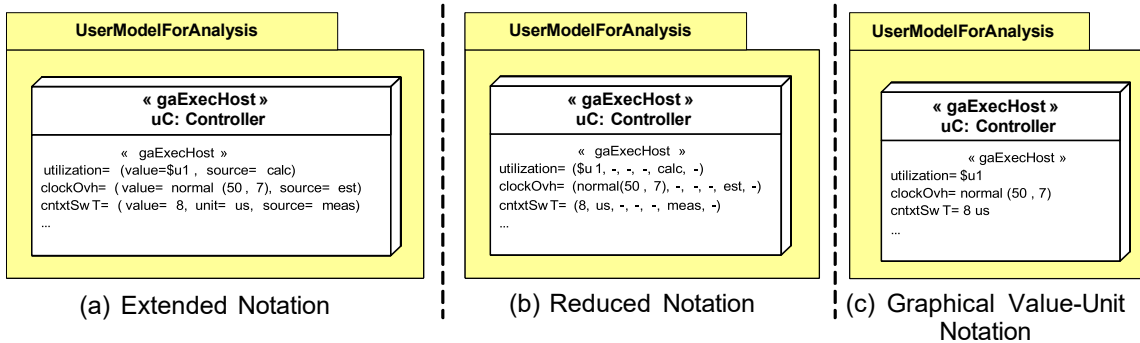 UserModelForAnalysis
« gaExecHost »
uC: Controller
« gaExecHost »
utilization= (value=$u1 , source= calc)
clockOvh= ( value= normal (50 , 7), source= est)
cntxtSw T= ( value= 8, unit= us, source= meas)
...
(a) Extended Notation
UserModelForAnalysis
« gaExecHost »
uC: Controller
« gaExecHost »
utilization= ($u 1, -, -, -, calc, -)
clockOvh= (normal(50 , 7), -, -, -, est, -)
cntxtSw T= (8, us, -, -, -, meas, -)
...
(b) Reduced Notation
UserModelForAnalysis
« gaExecHost »
uC: Controller
« gaExecHost »
utilization= $u1
clockOvh= normal (50 , 7)
cntxtSw T= 8 us
...
(c) Graphical Value-Unit
Notation